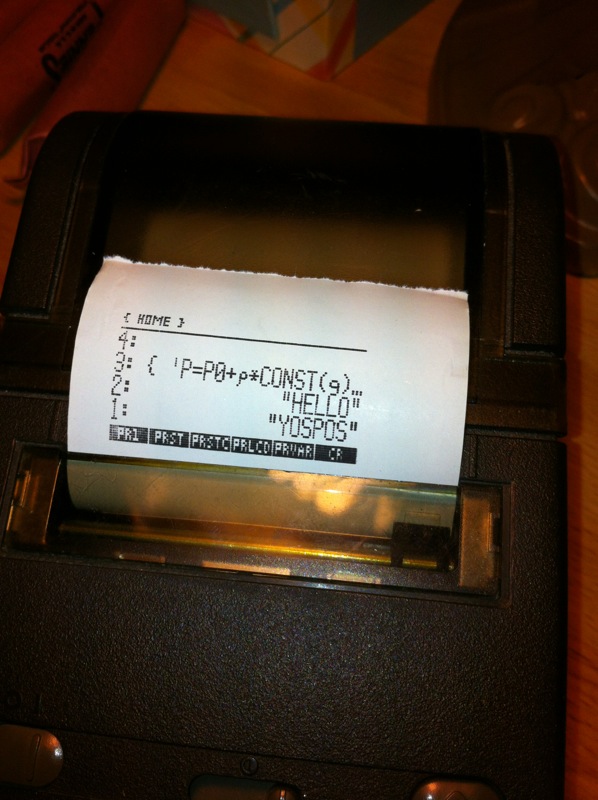 { HOME }
4:
3: { 'P=P0+ρ*CONST(g)…
2: "HELLO"
1: "YOSPOS"
PR1 PRST PRSTC PRLCD PRVAR CR